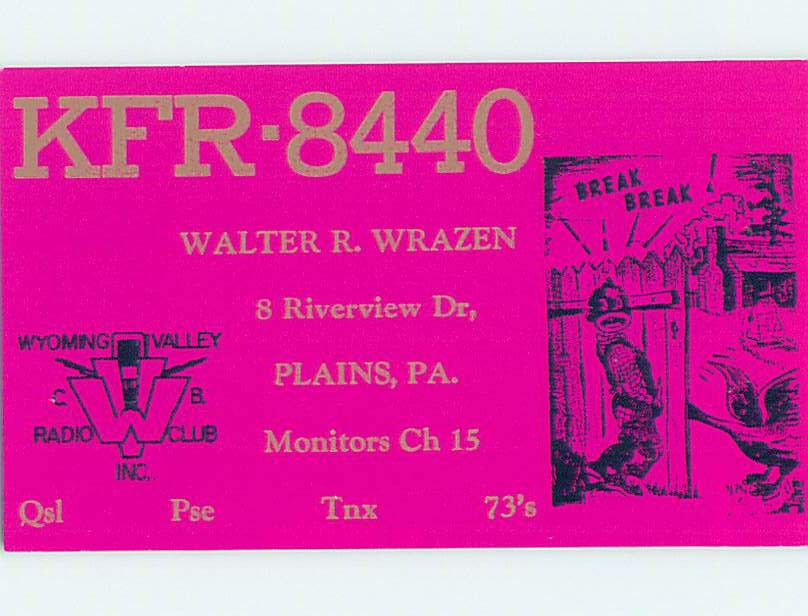 KFR-8440
BREAK
BREAK
WALTER R. WRAZEN
8 Riverview Dr,
PLAINS, PA.
Monitors Ch 15
WYOMING VALLEY
C. B.
RADIO CLUB
INC.
Qsl Pse Tnx 73's